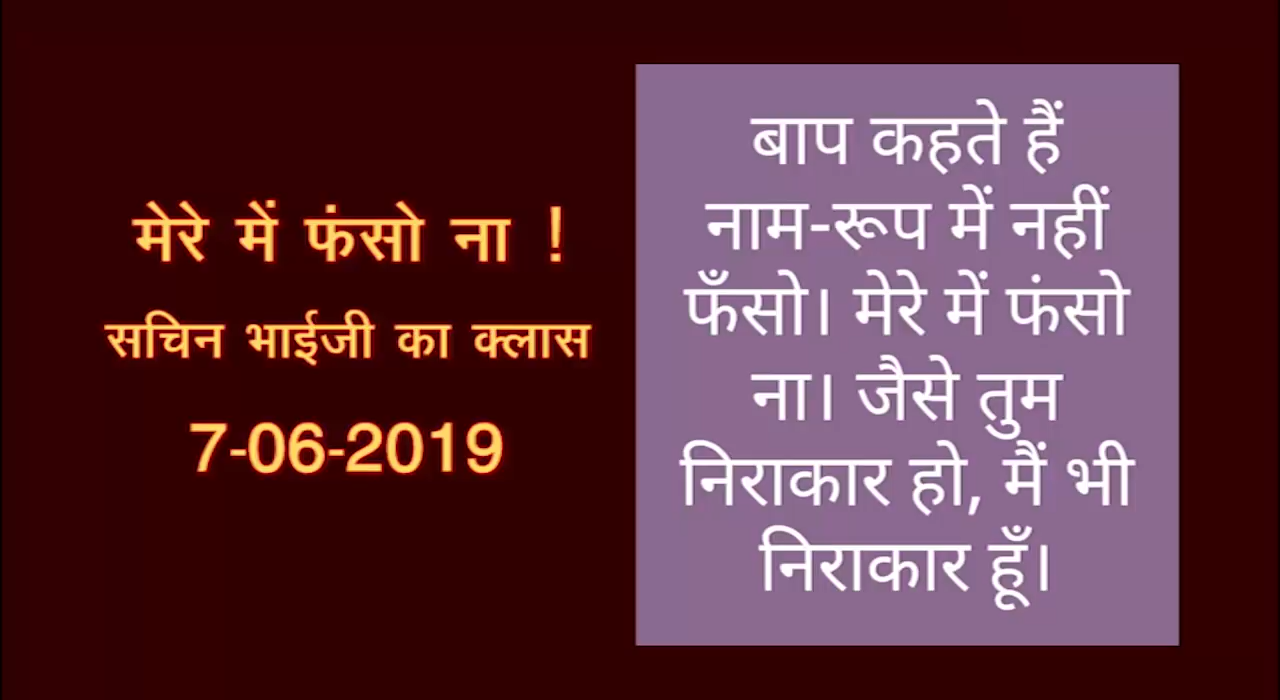 मेरे में फंसो ना !
सचिन भाईजी का क्लास
7-06-2019
बाप कहते हैं
नाम-रूप में नहीं
फँसो। मेरे में फंसो
ना। जैसे तुम
निराकार हो, मैं भी
निराकार हूँ।